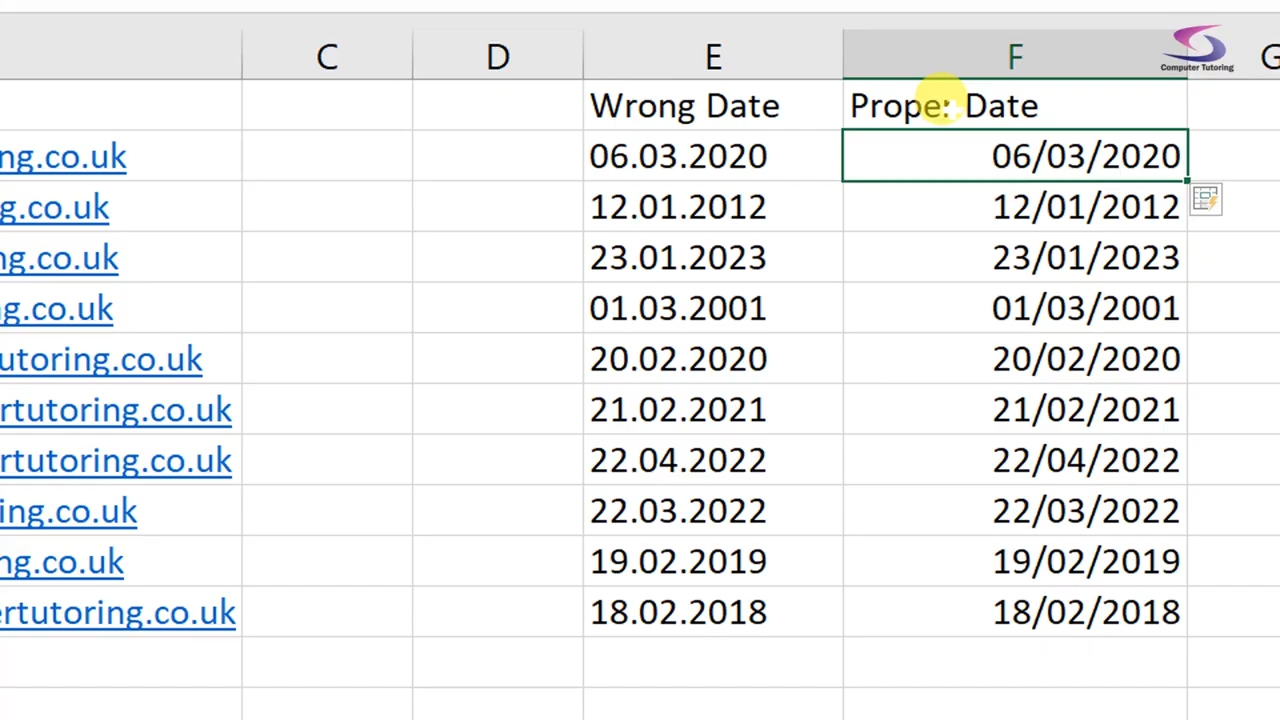 C D E F G
Computer Tutoring
Wrong Date Proper Date
ng.co.uk 06.03.2020 06/03/2020
g.co.uk 12.01.2012 12/01/2012
ng.co.uk 23.01.2023 23/01/2023
g.co.uk 01.03.2001 01/03/2001
utoring.co.uk 20.02.2020 20/02/2020
rtutoring.co.uk 21.02.2021 21/02/2021
rtutoring.co.uk 22.04.2022 22/04/2022
ing.co.uk 22.03.2022 22/03/2022
ng.co.uk 19.02.2019 19/02/2019
ertutoring.co.uk 18.02.2018 18/02/2018